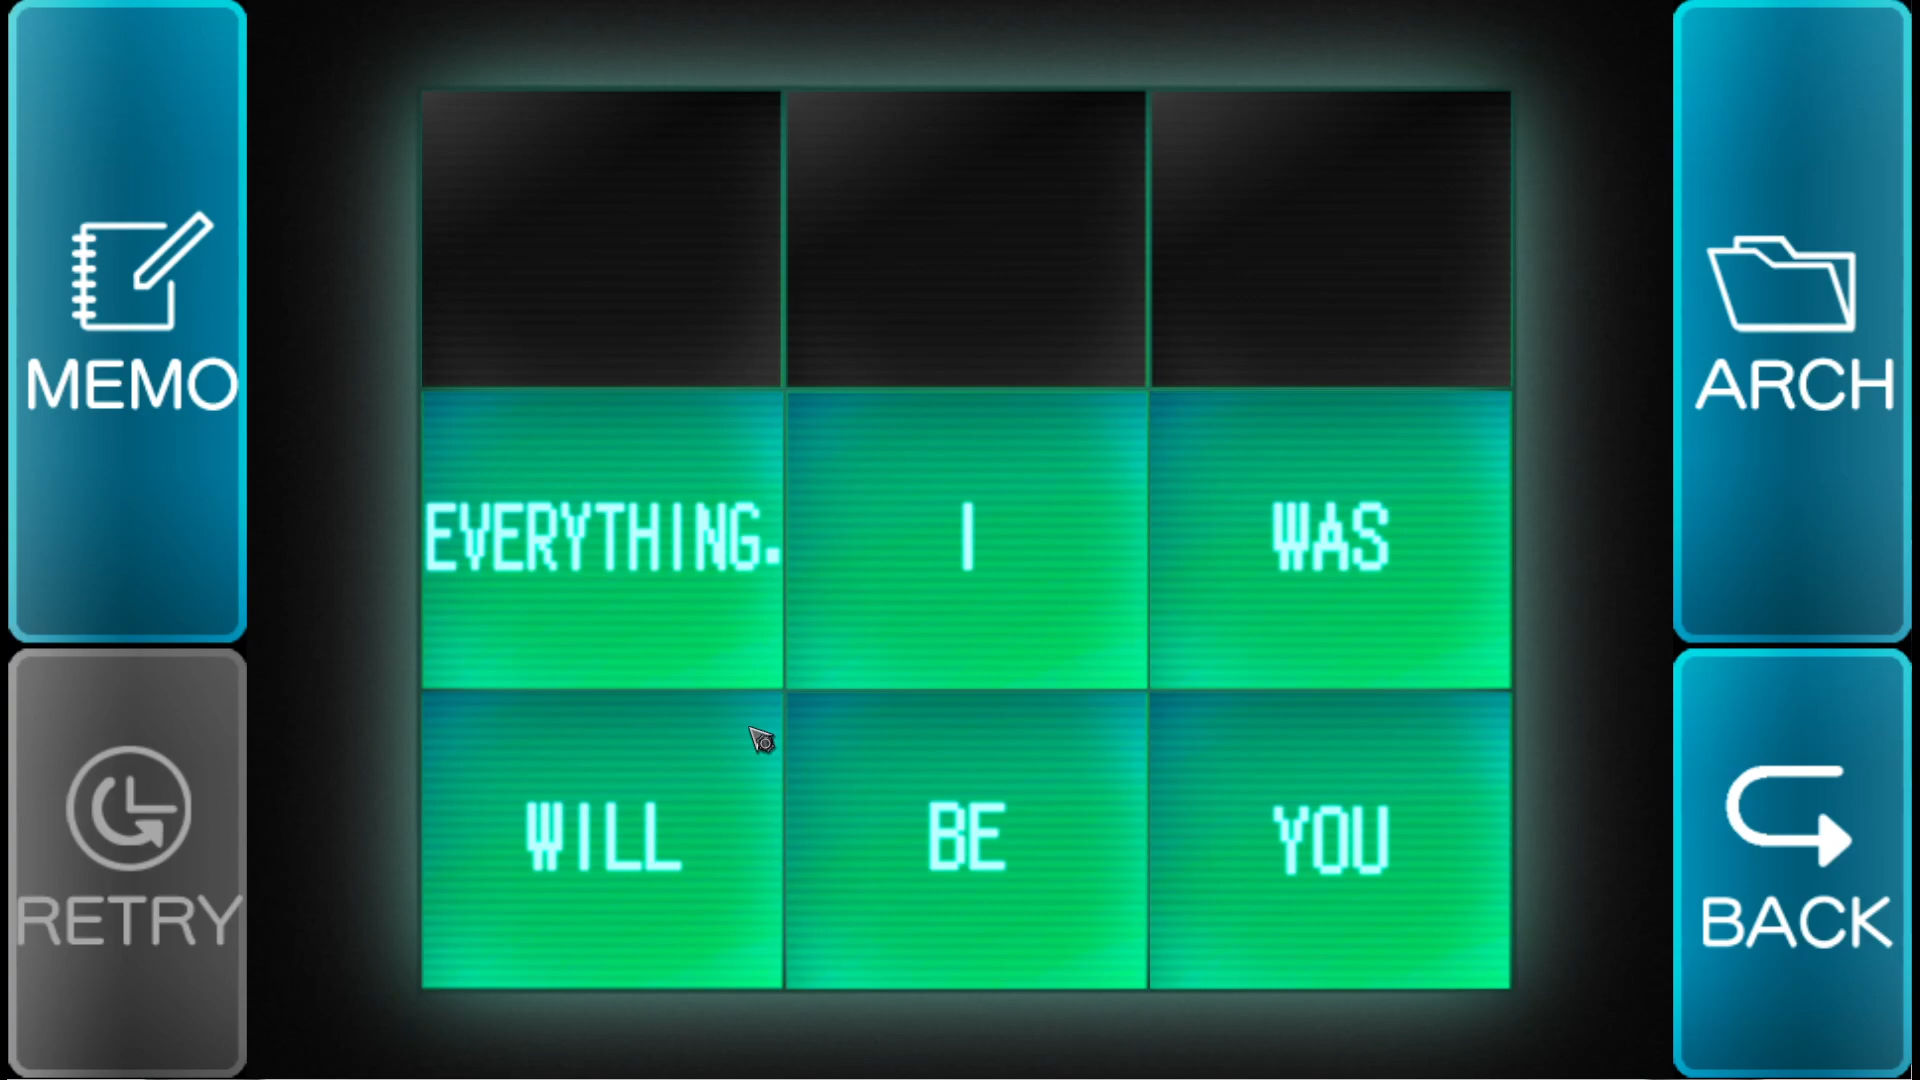 MEMO
ARCH
EVERYTHING. I WAS
WILL BE YOU
RETRY
BACK